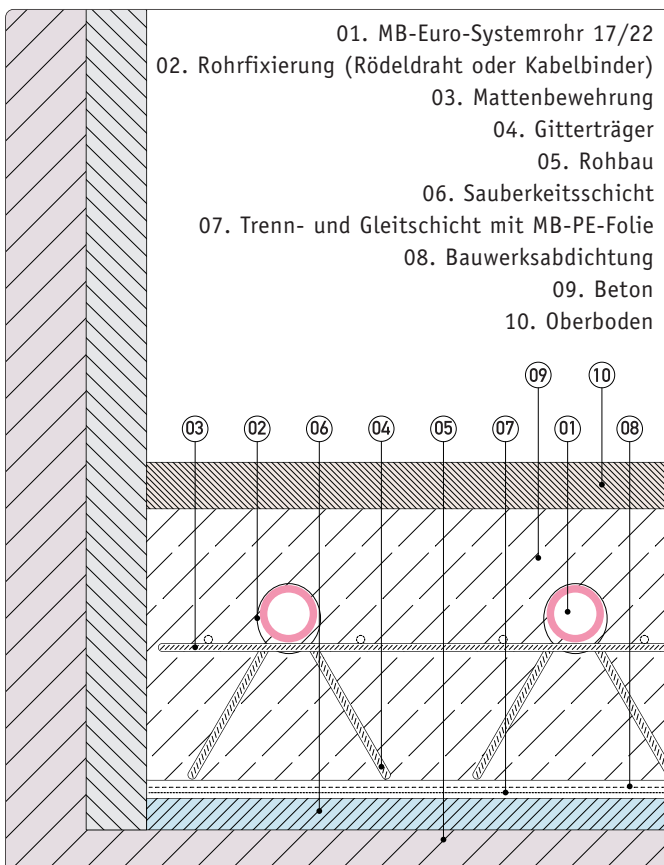 01. MB-Euro-Systemrohr 17/22
02. Rohrfixierung (Rödeldraht oder Kabelbinder)
03. Mattenbewehrung
04. Gitterträger
05. Rohbau
06. Sauberkeitsschicht
07. Trenn- und Gleitschicht mit MB-PE-Folie
08. Bauwerksabdichtung
09. Beton
10. Oberboden
09 10
03 02 06 04 05 07 01 08